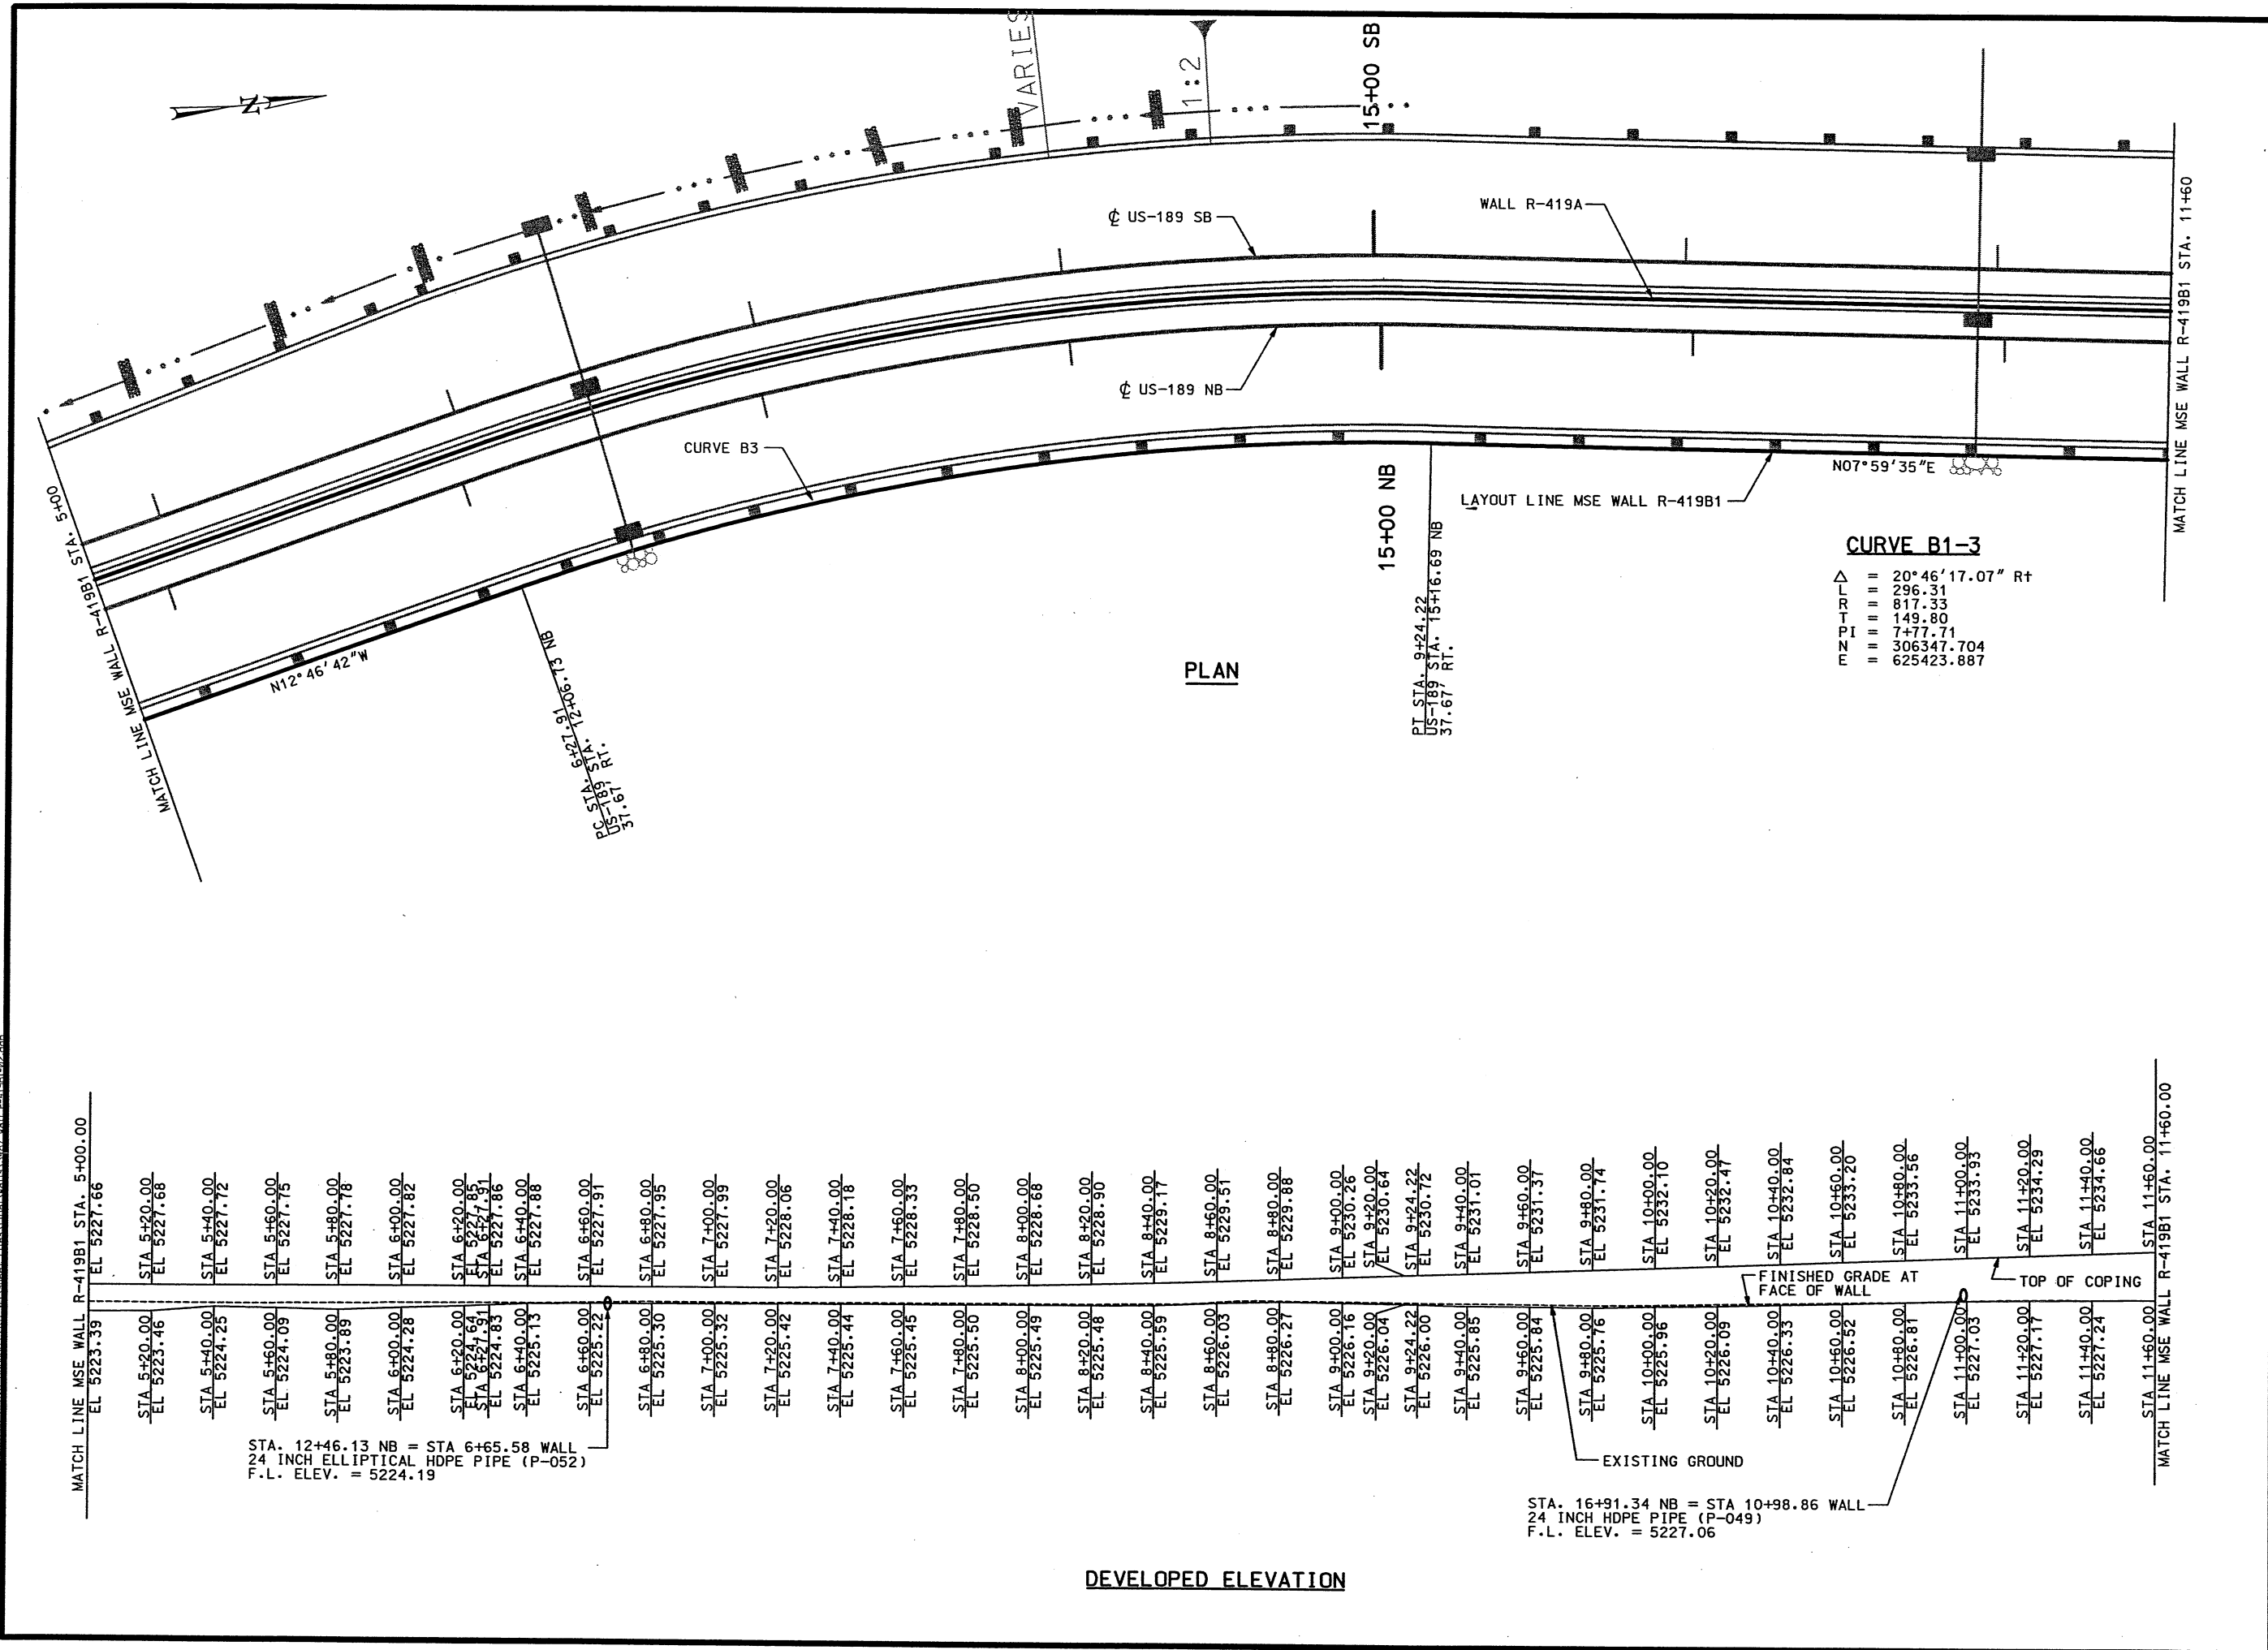 N
VARIES
1:2
15+00 SB
℄ US-189 SB
WALL R-419A
℄ US-189 NB
CURVE B3
N12°46'42"W
N07°59'35"E
LAYOUT LINE MSE WALL R-419B1
15+00 NB
MATCH LINE MSE WALL R-419B1 STA. 5+00
MATCH LINE MSE WALL R-419B1 STA. 11+60
PC STA. 6+27.91
US-189 STA. 12+06.73 NB
37.67' RT.
PT STA. 9+24.22
US-189 STA. 15+16.69 NB
37.67' RT.
PLAN
CURVE B1-3
△ = 20°46'17.07" Rt
L = 296.31
R = 817.33
T = 149.80
PI = 7+77.71
N = 306347.704
E = 625423.887
MATCH LINE MSE WALL R-419B1 STA. 5+00.00
EL 5227.66
STA 5+20.00
EL 5227.68
STA 5+40.00
EL 5227.72
STA 5+60.00
EL 5227.75
STA 5+80.00
EL 5227.78
STA 6+00.00
EL 5227.82
STA 6+20.00
EL 5227.85
STA 6+27.91
EL 5227.86
STA 6+40.00
EL 5227.88
STA 6+60.00
EL 5227.91
STA 6+80.00
EL 5227.95
STA 7+00.00
EL 5227.99
STA 7+20.00
EL 5228.06
STA 7+40.00
EL 5228.18
STA 7+60.00
EL 5228.33
STA 7+80.00
EL 5228.50
STA 8+00.00
EL 5228.68
STA 8+20.00
EL 5228.90
STA 8+40.00
EL 5229.17
STA 8+60.00
EL 5229.51
STA 8+80.00
EL 5229.88
STA 9+00.00
EL 5230.26
STA 9+20.00
EL 5230.64
STA 9+24.22
EL 5230.72
STA 9+40.00
EL 5231.01
STA 9+60.00
EL 5231.37
STA 9+80.00
EL 5231.74
STA 10+00.00
EL 5232.10
STA 10+20.00
EL 5232.47
STA 10+40.00
EL 5232.84
STA 10+60.00
EL 5233.20
STA 10+80.00
EL 5233.56
STA 11+00.00
EL 5233.93
STA 11+20.00
EL 5234.29
STA 11+40.00
EL 5234.66
STA 11+60.00
MATCH LINE MSE WALL R-419B1 STA. 11+60.00
FINISHED GRADE AT
FACE OF WALL
TOP OF COPING
EL 5223.39
STA 5+20.00
EL 5223.46
STA 5+40.00
EL 5224.25
STA 5+60.00
EL 5224.09
STA 5+80.00
EL 5223.89
STA 6+00.00
EL 5224.28
STA 6+20.00
EL 5224.64
STA 6+27.91
EL 5224.83
STA 6+40.00
EL 5225.13
STA 6+60.00
EL 5225.22
STA 6+80.00
EL 5225.30
STA 7+00.00
EL 5225.32
STA 7+20.00
EL 5225.42
STA 7+40.00
EL 5225.44
STA 7+60.00
EL 5225.45
STA 7+80.00
EL 5225.50
STA 8+00.00
EL 5225.49
STA 8+20.00
EL 5225.48
STA 8+40.00
EL 5225.59
STA 8+60.00
EL 5226.03
STA 8+80.00
EL 5226.27
STA 9+00.00
EL 5226.16
STA 9+20.00
EL 5226.04
STA 9+24.22
EL 5226.00
STA 9+40.00
EL 5225.85
STA 9+60.00
EL 5225.84
STA 9+80.00
EL 5225.76
STA 10+00.00
EL 5225.96
STA 10+20.00
EL 5226.09
STA 10+40.00
EL 5226.33
STA 10+60.00
EL 5226.52
STA 10+80.00
EL 5226.81
STA 11+00.00
EL 5227.03
STA 11+20.00
EL 5227.17
STA 11+40.00
EL 5227.24
STA 11+60.00
STA. 12+46.13 NB = STA 6+65.58 WALL
24 INCH ELLIPTICAL HDPE PIPE (P-052)
F.L. ELEV. = 5224.19
EXISTING GROUND
STA. 16+91.34 NB = STA 10+98.86 WALL
24 INCH HDPE PIPE (P-049)
F.L. ELEV. = 5227.06
DEVELOPED ELEVATION